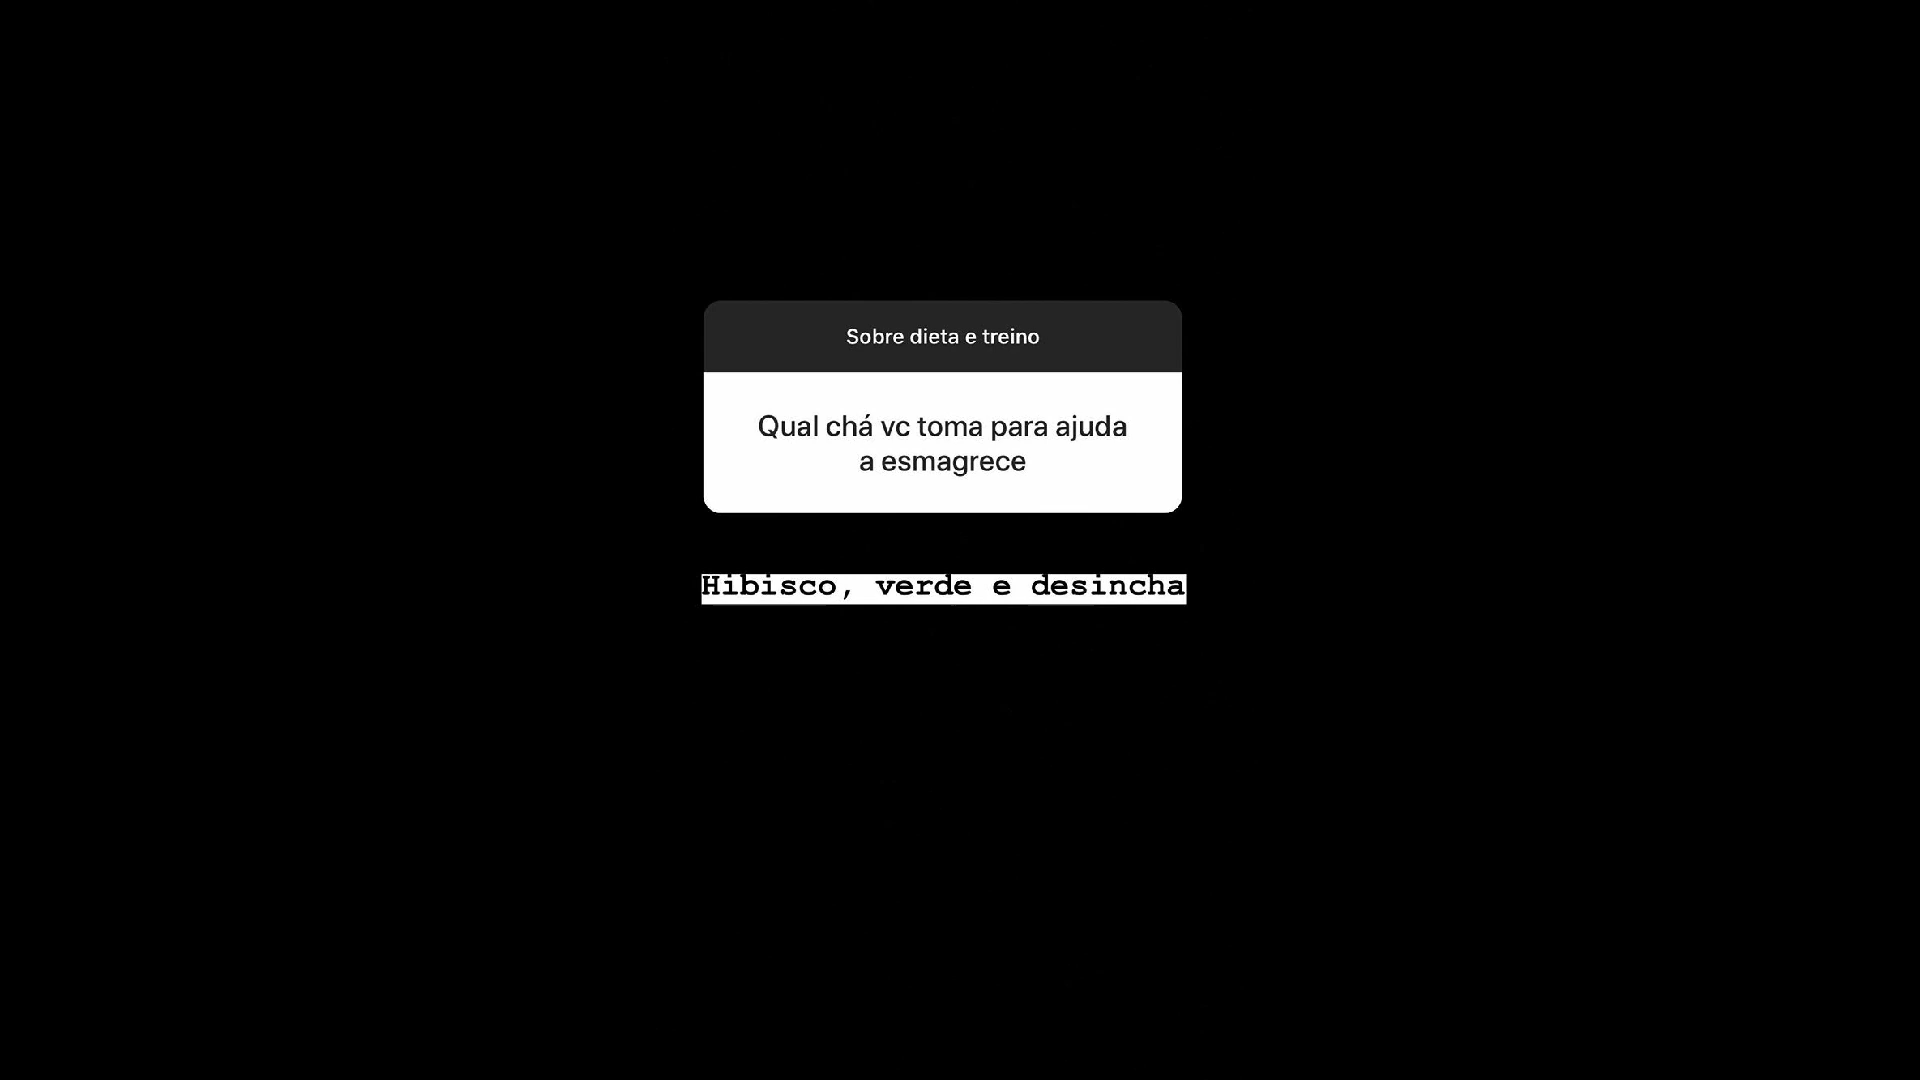 Sobre dieta e treino
Qual chá vc toma para ajuda
a esmagrece
Hibisco, verde e desincha